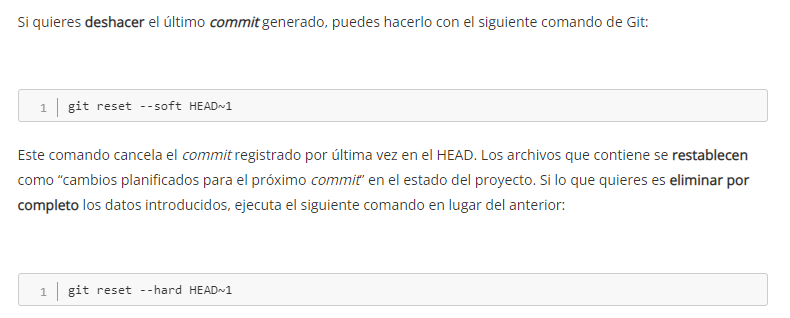 Si quieres deshacer el último commit generado, puedes hacerlo con el siguiente comando de Git:
1 git reset --soft HEAD~1
Este comando cancela el commit registrado por última vez en el HEAD. Los archivos que contiene se restablecen
como “cambios planificados para el próximo commit” en el estado del proyecto. Si lo que quieres es eliminar por
completo los datos introducidos, ejecuta el siguiente comando en lugar del anterior:
1 git reset --hard HEAD~1